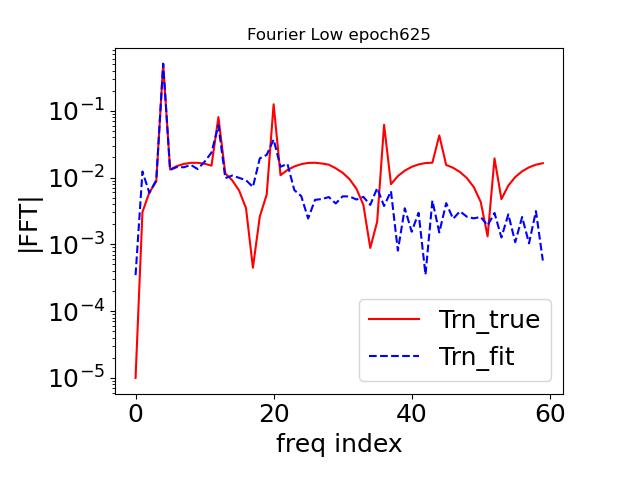 Fourier Low epoch625
|FFT|
10⁻¹
10⁻²
10⁻³
10⁻⁴
10⁻⁵
Trn_true
Trn_fit
0 20 40 60
freq index